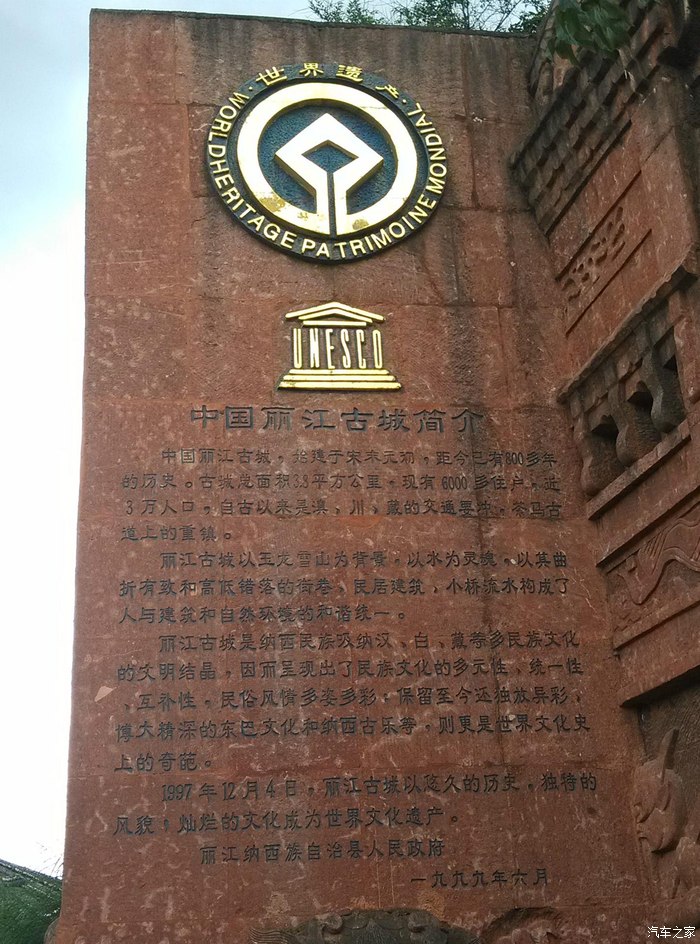 ·世界遗产·
WORLD HERITAGE PATRIMOINE MONDIAL
UNESCO
中国丽江古城简介
中国丽江古城，始建于宋末元初，距今已有800多年
的历史。古城总面积3.8平方公里，现有6000多住户，近
3万人口，自古以来是滇、川、藏的交通要冲，茶马古
道上的重镇。
丽江古城以玉龙雪山为背景，以水为灵魂，以其曲
折有致和高低错落的街巷、民居建筑，小桥流水构成了
人与建筑和自然环境的和谐统一。
丽江古城是纳西民族吸纳汉、白、藏等多民族文化
的文明结晶，因而呈现出了民族文化的多元性、统一性
、互补性，民俗风情多姿多彩，保留至今还独放异彩，
博大精深的东巴文化和纳西古乐等，则更是世界文化史
上的奇葩。
1997年12月4日，丽江古城以悠久的历史，独特的
风貌，灿烂的文化成为世界文化遗产。
丽江纳西族自治县人民政府
一九九九年六月
汽车之家